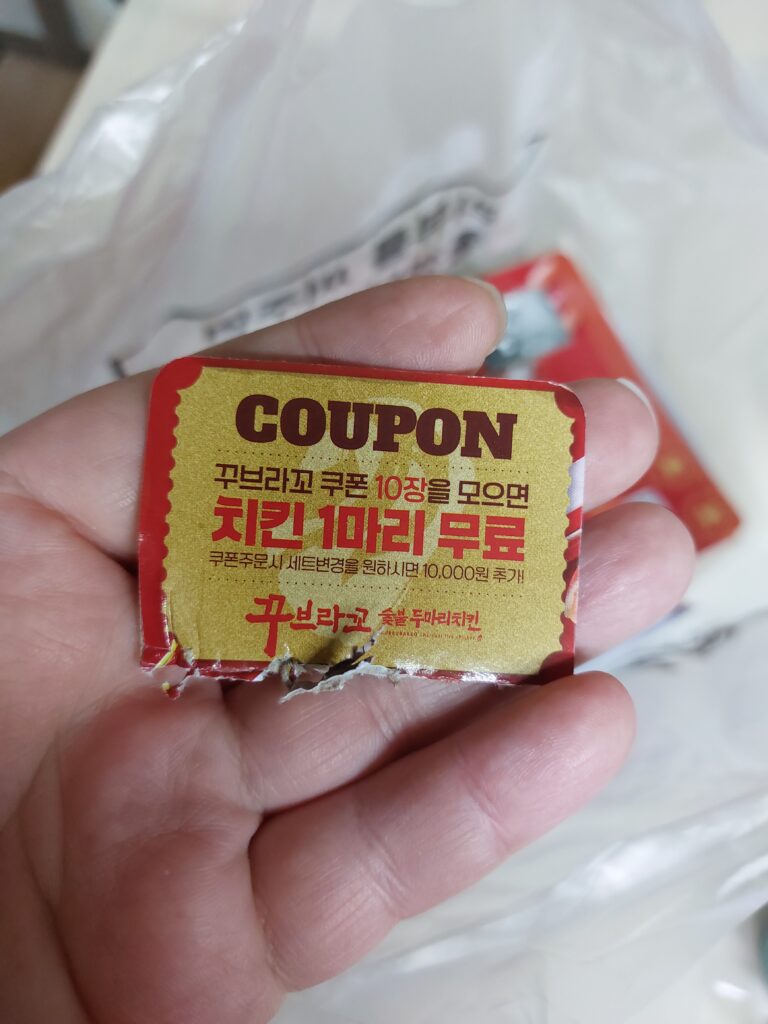 COUPON
꾸브라꼬 쿠폰 10장을 모으면
치킨 1마리 무료
쿠폰주문시 세트변경을 원하시면 10,000원 추가!
꾸브라꼬 숯불 두마리치킨